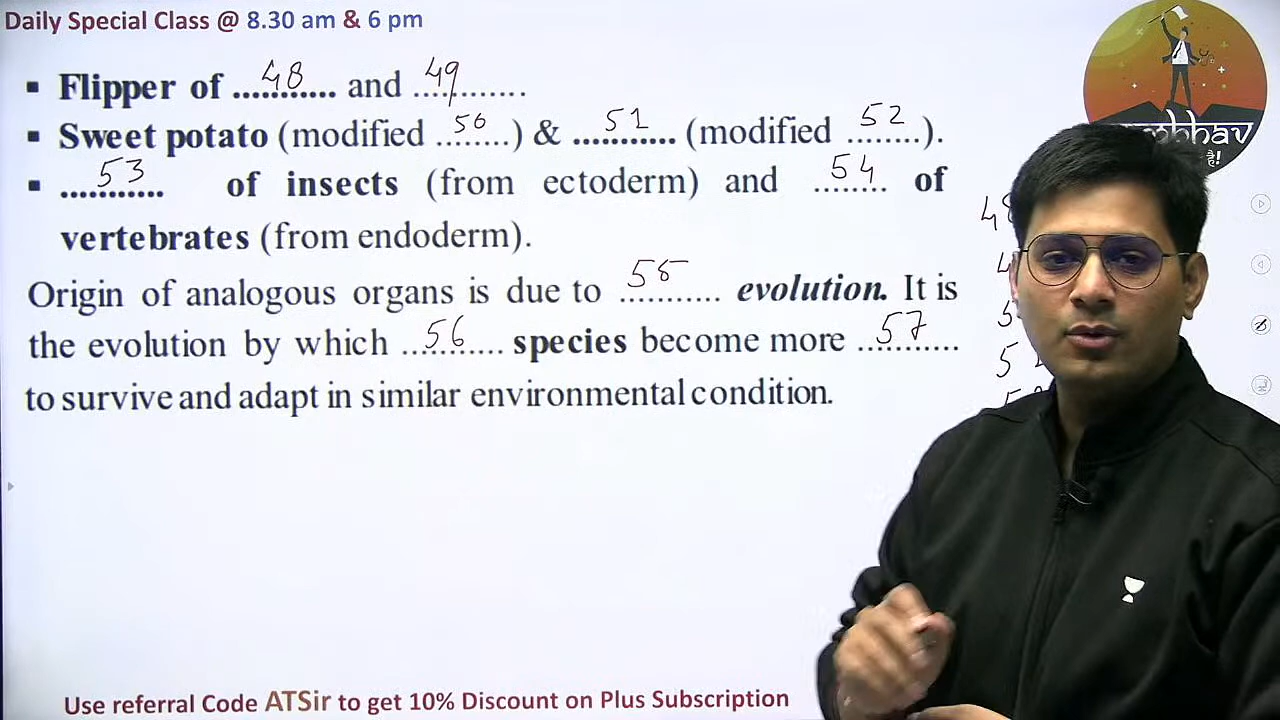 Daily Special Class @ 8.30 am & 6 pm
▪ Flipper of ....48.... and ....49....
▪ Sweet potato (modified ...50...) & ....51.... (modified ...52...).
▪ ....53.... of insects (from ectoderm) and ...54... of
vertebrates (from endoderm).
Origin of analogous organs is due to ....55.... evolution. It is
the evolution by which ....56.... species become more ....57....
to survive and adapt in similar environmental condition.
Use referral Code ATSir to get 10% Discount on Plus Subscription